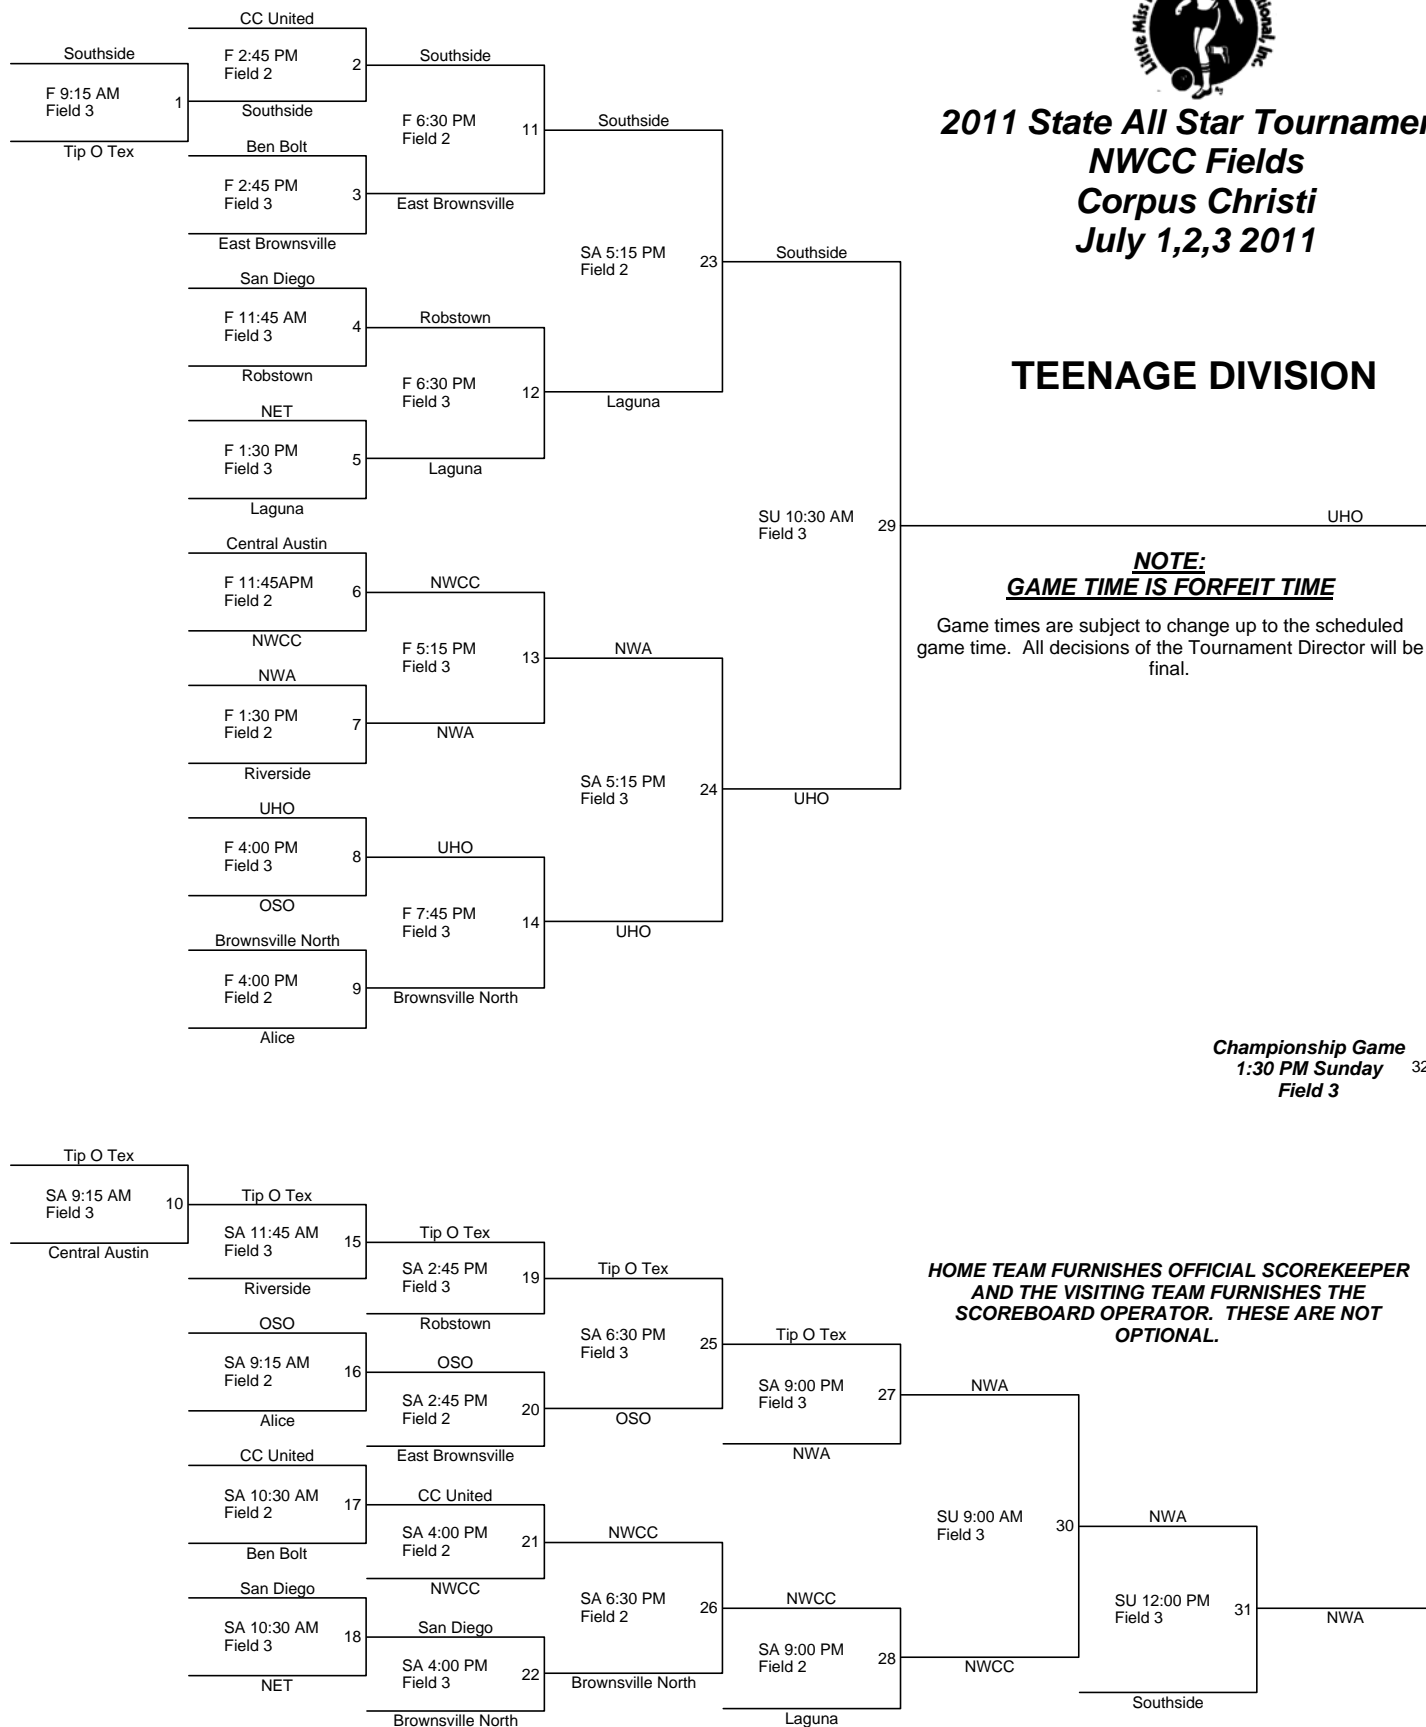 Little Miss
tional, Inc.
2011 State All Star Tournamen
NWCC Fields
Corpus Christi
July 1,2,3 2011
TEENAGE DIVISION
CC United
Southside
F 2:45 PM
Field 2
2
Southside
F 9:15 AM
Field 3
1
Southside
F 6:30 PM
Field 2
11
Southside
Tip O Tex
Ben Bolt
F 2:45 PM
Field 3
3
East Brownsville
East Brownsville
SA 5:15 PM
Field 2
23
Southside
San Diego
F 11:45 AM
Field 3
4
Robstown
Robstown
F 6:30 PM
Field 3
12
Laguna
NET
F 1:30 PM
Field 3
5
Laguna
Laguna
SU 10:30 AM
Field 3
29
UHO
Central Austin
F 11:45APM
Field 2
6
NWCC
NWCC
F 5:15 PM
Field 3
13
NWA
NWA
F 1:30 PM
Field 2
7
NWA
Riverside
SA 5:15 PM
Field 3
24
UHO
UHO
F 4:00 PM
Field 3
8
UHO
OSO
F 7:45 PM
Field 3
14
UHO
Brownsville North
F 4:00 PM
Field 2
9
Brownsville North
Alice
NOTE:
GAME TIME IS FORFEIT TIME
Game times are subject to change up to the scheduled
game time. All decisions of the Tournament Director will be
final.
Championship Game
1:30 PM Sunday 32
Field 3
Tip O Tex
SA 9:15 AM
Field 3
10
Central Austin
Tip O Tex
SA 11:45 AM
Field 3
15
Riverside
Tip O Tex
SA 2:45 PM
Field 3
19
Robstown
Tip O Tex
SA 6:30 PM
Field 3
25
Tip O Tex
OSO
SA 9:15 AM
Field 2
16
Alice
OSO
SA 2:45 PM
Field 2
20
OSO
East Brownsville
SA 9:00 PM
Field 3
27
NWA
NWA
CC United
SA 10:30 AM
Field 2
17
Ben Bolt
CC United
SA 4:00 PM
Field 2
21
NWCC
NWCC
SA 6:30 PM
Field 2
26
NWCC
San Diego
SA 10:30 AM
Field 3
18
NET
San Diego
SA 4:00 PM
Field 3
22
Brownsville North
Brownsville North
SA 9:00 PM
Field 2
28
NWCC
Laguna
SU 9:00 AM
Field 3
30
NWA
SU 12:00 PM
Field 3
31
NWA
Southside
HOME TEAM FURNISHES OFFICIAL SCOREKEEPER
AND THE VISITING TEAM FURNISHES THE
SCOREBOARD OPERATOR. THESE ARE NOT
OPTIONAL.